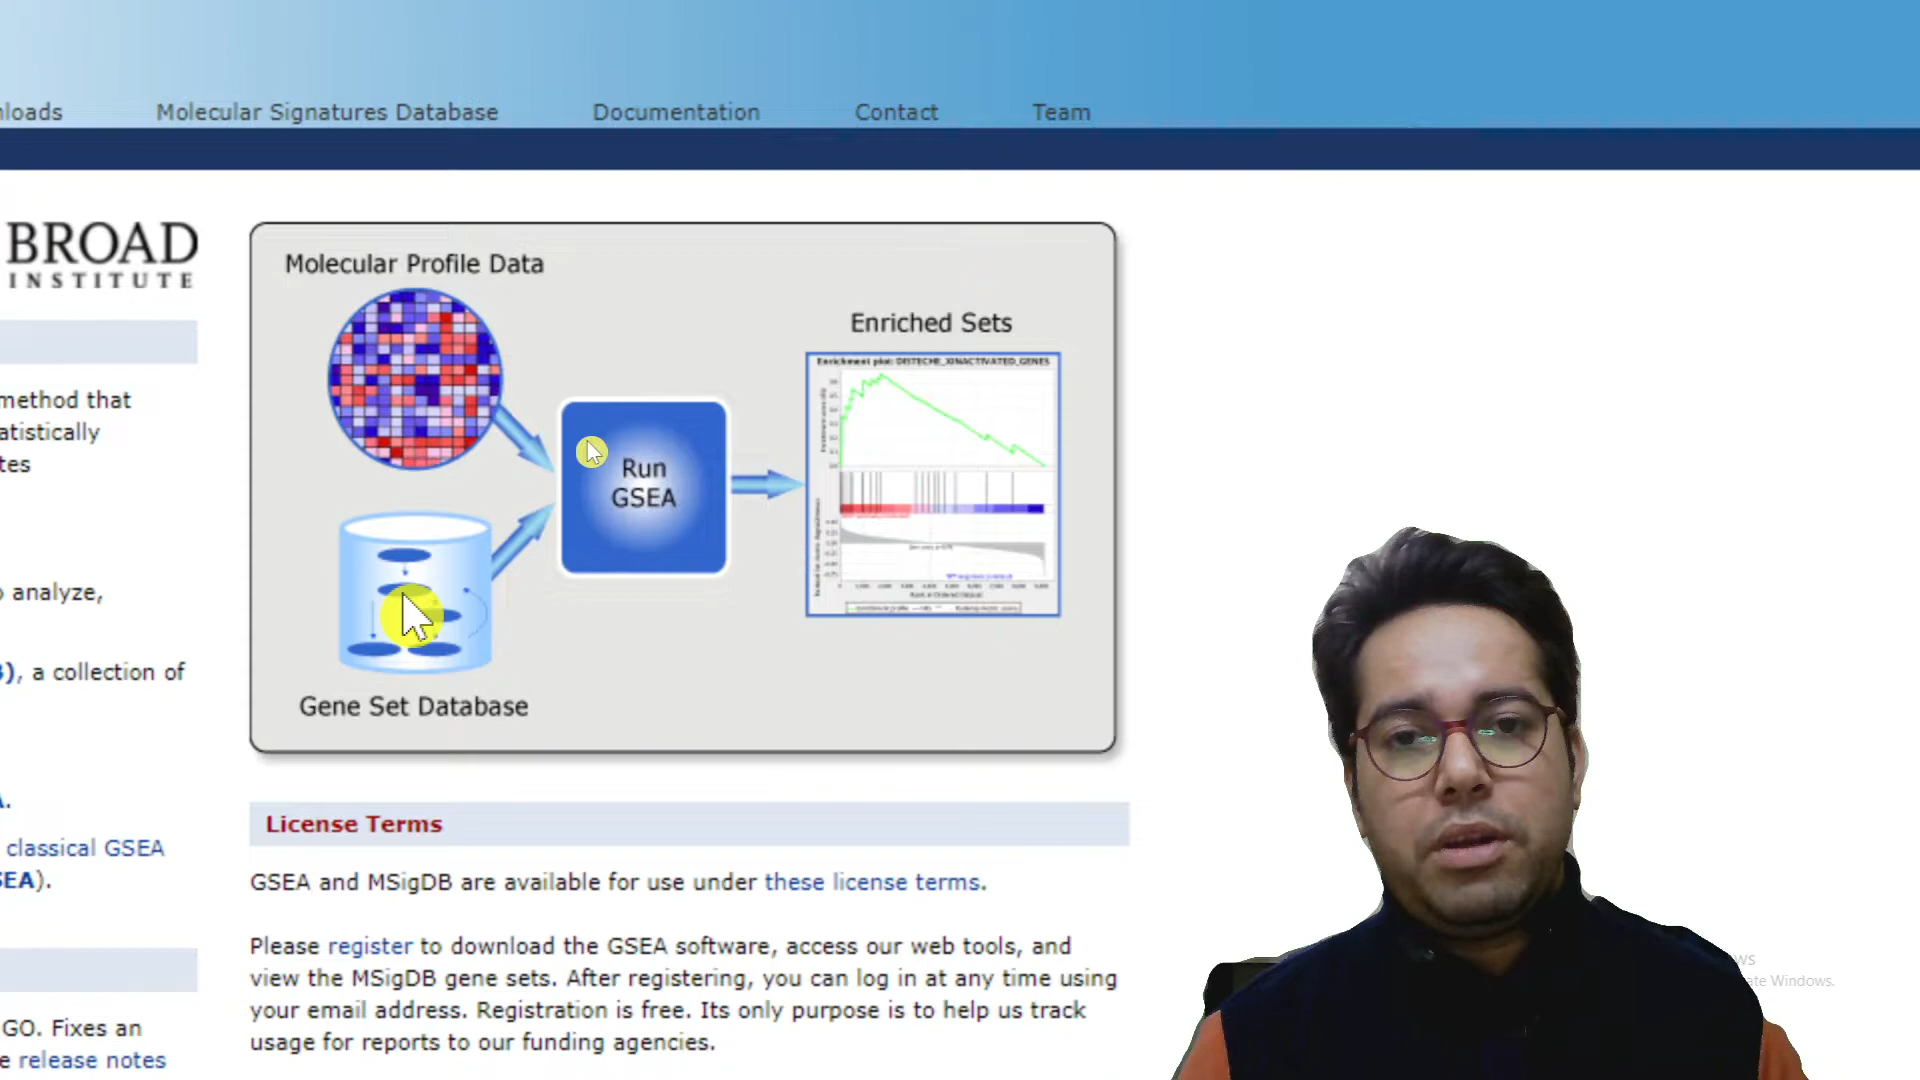 Molecular Signatures Database
Documentation
Contact
Team
BROAD
INSTITUTE
method that
analyze,
, a collection of
classical GSEA
).
GO. Fixes an
release notes
Molecular Profile Data
Enriched Sets
Enrichment plot: DISTECHE_XINACTIVATED_GENES
Run
GSEA
Gene Set Database
License Terms
GSEA and MSigDB are available for use under these license terms.
Please register to download the GSEA software, access our web tools, and
view the MSigDB gene sets. After registering, you can log in at any time using
your email address. Registration is free. Its only purpose is to help us track
usage for reports to our funding agencies.
Windows.